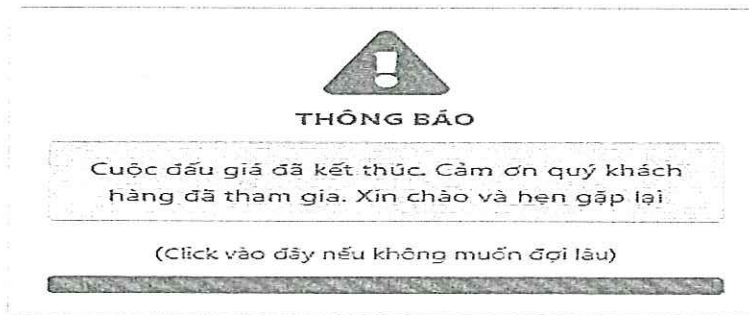 THÔNG BÁO
Cuộc đấu giá đã kết thúc. Cảm ơn quý khách
hàng đã tham gia. Xin chào và hẹn gặp lại
(Click vào đây nếu không muốn đợi lâu)